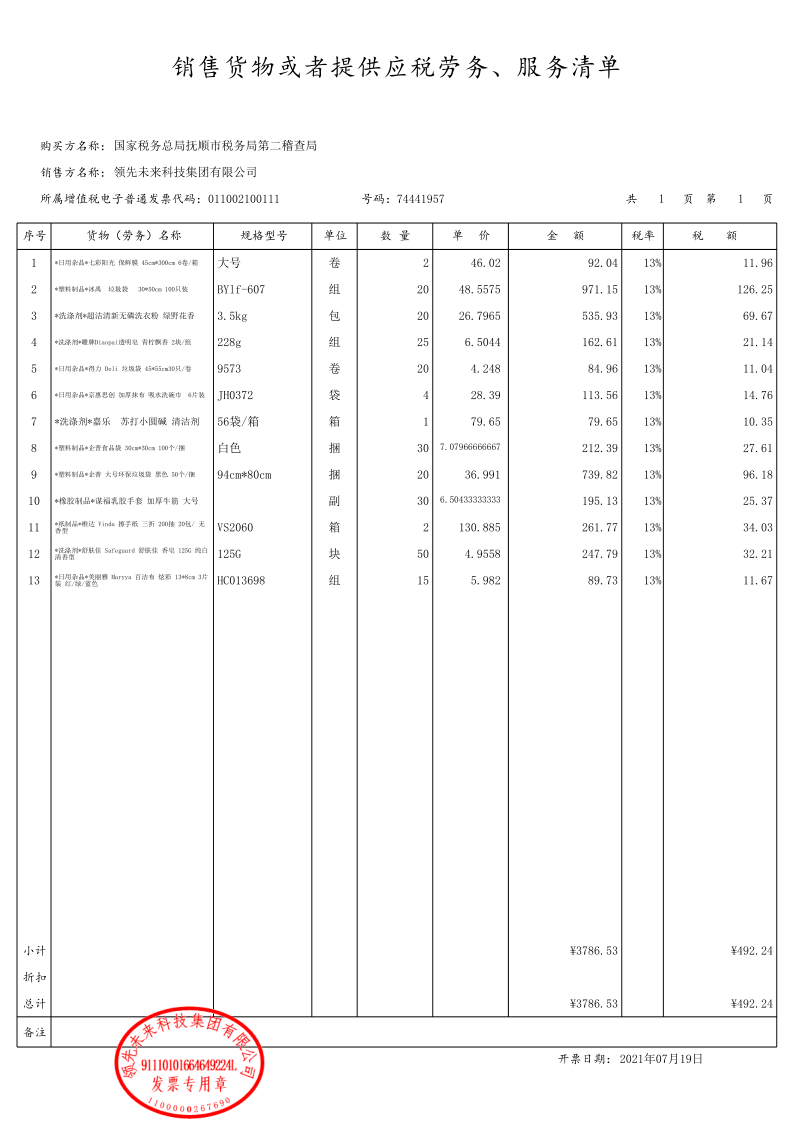 销售货物或者提供应税劳务、服务清单
购买方名称: 国家税务总局抚顺市税务局第二稽查局
销售方名称: 领先未来科技集团有限公司
所属增值税电子普通发票代码: 011002100111 号码: 74441957 共 1 页 第 1 页
序号 货物（劳务）名称 规格型号 单位 数 量 单 价 金 额 税率 税 额
1 *日用杂品*七彩阳光 保鲜膜 45cm*300cm 6卷/箱 大号 卷 2 46.02 92.04 13% 11.96
2 *塑料制品*冰禹 垃圾袋 30*50cm 100只装 BYlf-607 组 20 48.5575 971.15 13% 126.25
3 *洗涤剂*超洁清新无磷洗衣粉 绿野花香 3.5kg 包 20 26.7965 535.93 13% 69.67
4 *洗涤剂*雕牌Diaopai透明皂 青柠飘香 2块/组 228g 组 25 6.5044 162.61 13% 21.14
5 *日用杂品*得力 Deli 垃圾袋 45*55cm30只/卷 9573 卷 20 4.248 84.96 13% 11.04
6 *日用杂品*京惠思创 加厚抹布 吸水洗碗巾 6片装 JH0372 袋 4 28.39 113.56 13% 14.76
7 *洗涤剂*嘉乐 苏打小圆碱 清洁剂 56袋/箱 箱 1 79.65 79.65 13% 10.35
8 *塑料制品*企普食品袋 30cm*30cm 100个/捆 白色 捆 30 7.07966666667 212.39 13% 27.61
9 *塑料制品*企普 大号环保垃圾袋 黑色 50个/捆 94cm*80cm 捆 20 36.991 739.82 13% 96.18
10 *橡胶制品*谋福乳胶手套 加厚牛筋 大号 副 30 6.50433333333 195.13 13% 25.37
11 *纸制品*维达 Vinda 擦手纸 三折 200抽 20包/ 无 VS2060 箱 2 130.885 261.77 13% 34.03
香型
12 *洗涤剂*舒肤佳 Safeguard 舒肤佳 香皂 125G 纯白 125G 块 50 4.9558 247.79 13% 32.21
清香型
13 *日用杂品*美丽雅 Maryya 百洁布 炫彩 13*8cm 3片 HC013698 组 15 5.982 89.73 13% 11.67
装 红/绿/蓝色
小计 ¥3786.53 ¥492.24
折扣
总计 ¥3786.53 ¥492.24
备注
开票日期: 2021年07月19日
领先未来科技集团有限公司
91110101664649224L
发票专用章
1100000267690